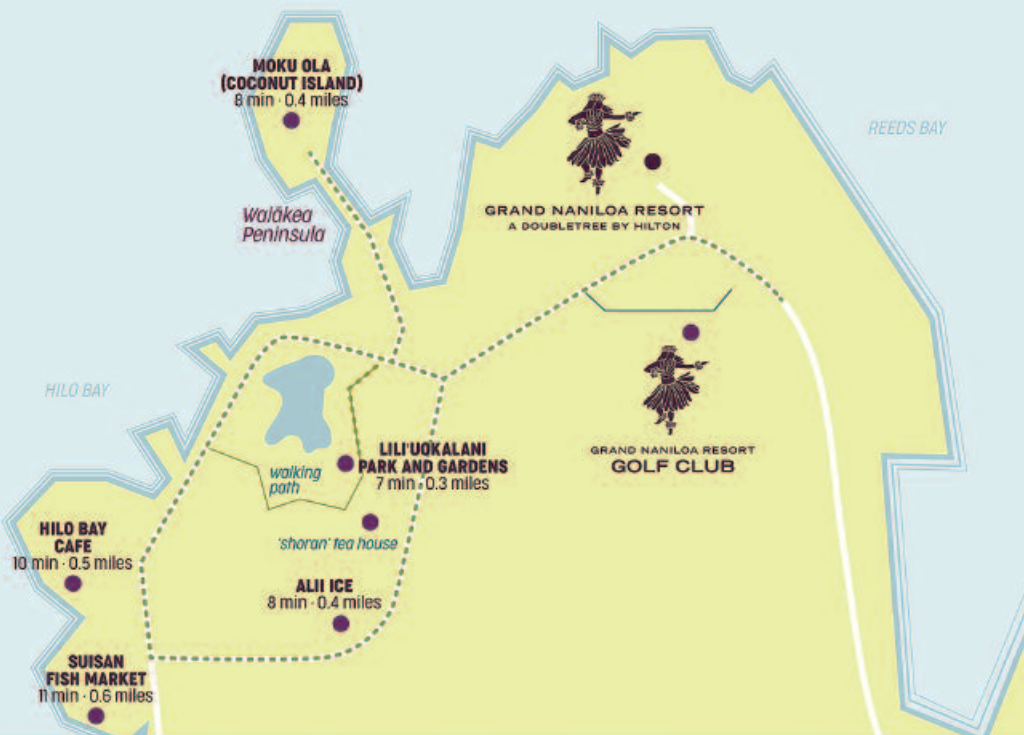 MOKU OLA
(COCONUT ISLAND)
8 min · 0.4 miles
REEDS BAY
Waiākea
Peninsula
GRAND NANILOA RESORT
A DOUBLETREE BY HILTON
HILO BAY
GRAND NANILOA RESORT
GOLF CLUB
LILI'UOKALANI
PARK AND GARDENS
7 min · 0.3 miles
walking
path
'shoran' tea house
HILO BAY
CAFE
10 min · 0.5 miles
ALII ICE
8 min · 0.4 miles
SUISAN
FISH MARKET
11 min · 0.6 miles